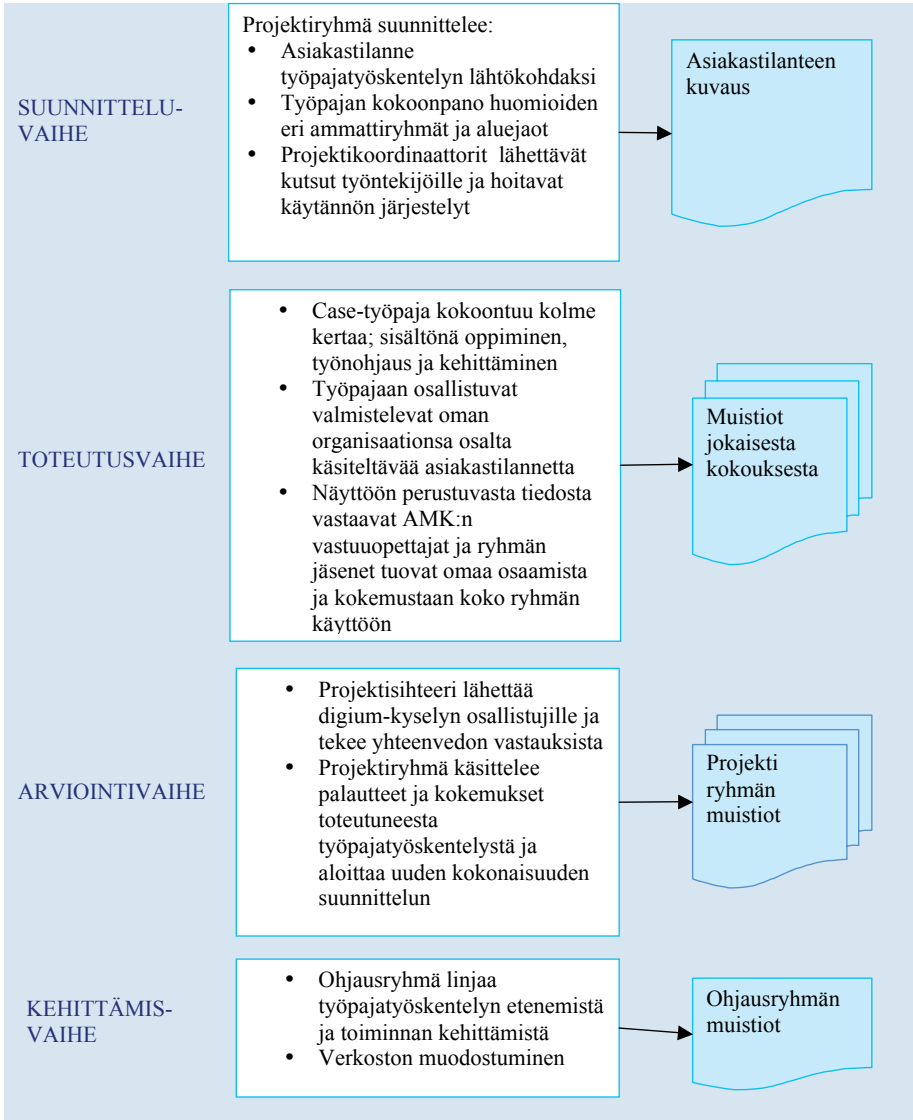 SUUNNITTELU-
VAIHE
Projektiryhmä suunnittelee:
• Asiakastilanne
työpajatyöskentelyn lähtökohdaksi
• Työpajan kokoonpano huomioiden
eri ammattiryhmät ja aluejaot
• Projektikoordinaattorit lähettävät
kutsut työntekijöille ja hoitavat
käytännön järjestelyt
Asiakastilanteen
kuvaus
TOTEUTUSVAIHE
• Case-työpaja kokoontuu kolme
kertaa; sisältönä oppiminen,
työnohjaus ja kehittäminen
• Työpajaan osallistuvat
valmistelevat oman
organisaationsa osalta
käsiteltävää asiakastilannetta
• Näyttöön perustuvasta tiedosta
vastaavat AMK:n
vastuuopettajat ja ryhmän
jäsenet tuovat omaa osaamista
ja kokemustaan koko ryhmän
käyttöön
Muistiot
jokaisesta
kokouksesta
ARVIOINTIVAIHE
• Projektisihteeri lähettää
digium-kyselyn osallistujille ja
tekee yhteenvedon vastauksista
• Projektiryhmä käsittelee
palautteet ja kokemukset
toteutuneesta
työpajatyöskentelystä ja
aloittaa uuden kokonaisuuden
suunnittelun
Projekti
ryhmän
muistiot
KEHITTÄMIS-
VAIHE
• Ohjausryhmä linjaa
työpajatyöskentelyn etenemistä
ja toiminnan kehittämistä
• Verkoston muodostuminen
Ohjausryhmän
muistiot